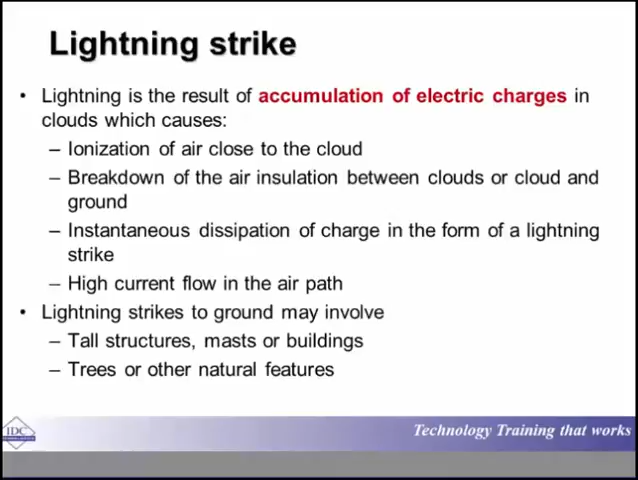 Lightning strike
• Lightning is the result of accumulation of electric charges in
clouds which causes:
– Ionization of air close to the cloud
– Breakdown of the air insulation between clouds or cloud and
ground
– Instantaneous dissipation of charge in the form of a lightning
strike
– High current flow in the air path
• Lightning strikes to ground may involve
– Tall structures, masts or buildings
– Trees or other natural features
IDC
Technology Training that works